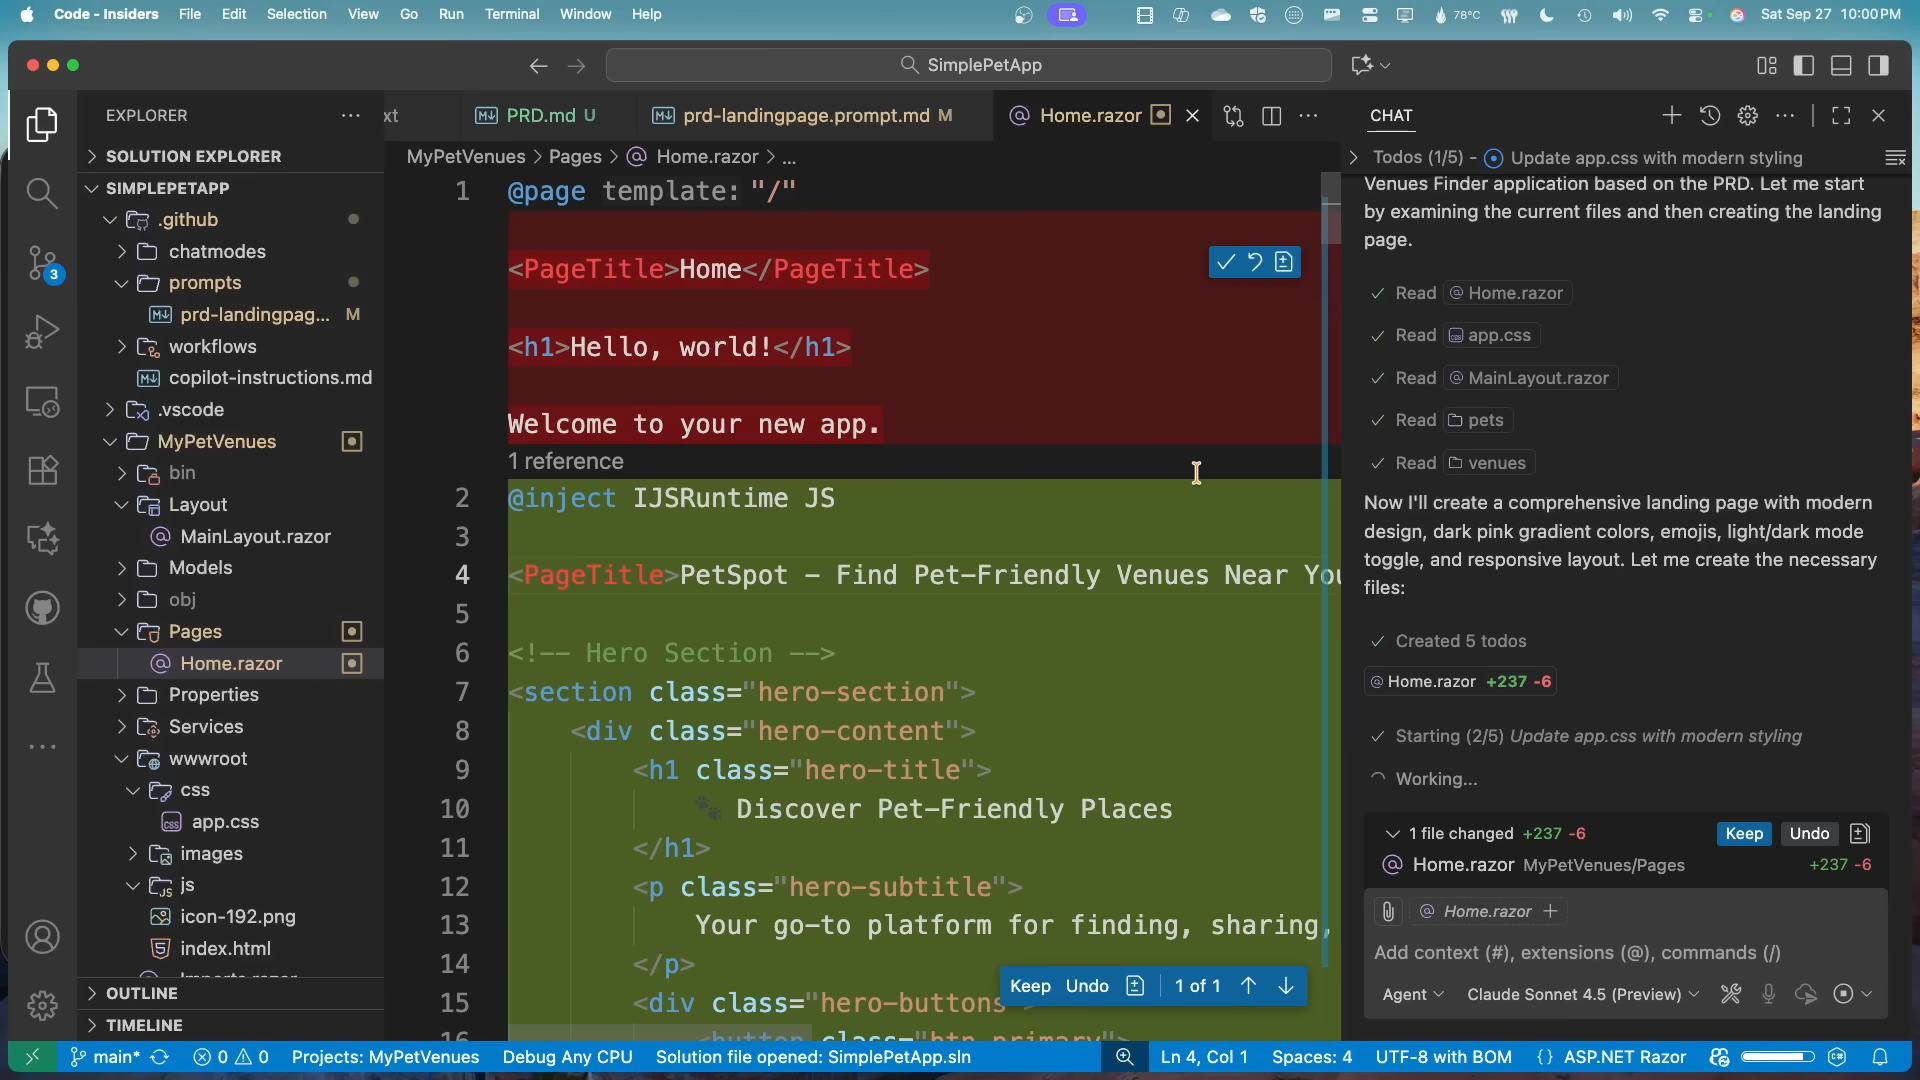 Code - Insiders File Edit Selection View Go Run Terminal Window Help
78°C Sat Sep 27 10:00 PM
SimplePetApp
EXPLORER
SOLUTION EXPLORER
SIMPLEPETAPP
.github
chatmodes
prompts
prd-landingpag... M
workflows
copilot-instructions.md
.vscode
MyPetVenues
bin
Layout
MainLayout.razor
Models
obj
Pages
Home.razor
Properties
Services
wwwroot
css
app.css
images
js
icon-192.png
index.html
OUTLINE
TIMELINE
3
xt
PRD.md U
prd-landingpage.prompt.md M
Home.razor
MyPetVenues > Pages > Home.razor > ...
1 @page template: "/"
<PageTitle>Home</PageTitle>
<h1>Hello, world!</h1>
Welcome to your new app.
1 reference
2 @inject IJSRuntime JS
3
4 <PageTitle>PetSpot – Find Pet-Friendly Venues Near You
5
6 <!-- Hero Section -->
7 <section class="hero-section">
8 <div class="hero-content">
9 <h1 class="hero-title">
10 🐾 Discover Pet-Friendly Places
11 </h1>
12 <p class="hero-subtitle">
13 Your go-to platform for finding, sharing,
14 </p>
15 <div class="hero-buttons
16 <button class="btn-primary">
Keep Undo 1 of 1
CHAT
Todos (1/5) - Update app.css with modern styling
Venues Finder application based on the PRD. Let me start
by examining the current files and then creating the landing
page.
Read Home.razor
Read app.css
Read MainLayout.razor
Read pets
Read venues
Now I'll create a comprehensive landing page with modern
design, dark pink gradient colors, emojis, light/dark mode
toggle, and responsive layout. Let me create the necessary
files:
Created 5 todos
Home.razor +237 -6
Starting (2/5) Update app.css with modern styling
Working...
1 file changed +237 -6 Keep Undo
Home.razor MyPetVenues/Pages +237 -6
Home.razor
Add context (#), extensions (@), commands (/)
Agent Claude Sonnet 4.5 (Preview)
main* 0 0 Projects: MyPetVenues Debug Any CPU Solution file opened: SimplePetApp.sln Ln 4, Col 1 Spaces: 4 UTF-8 with BOM {} ASP.NET Razor